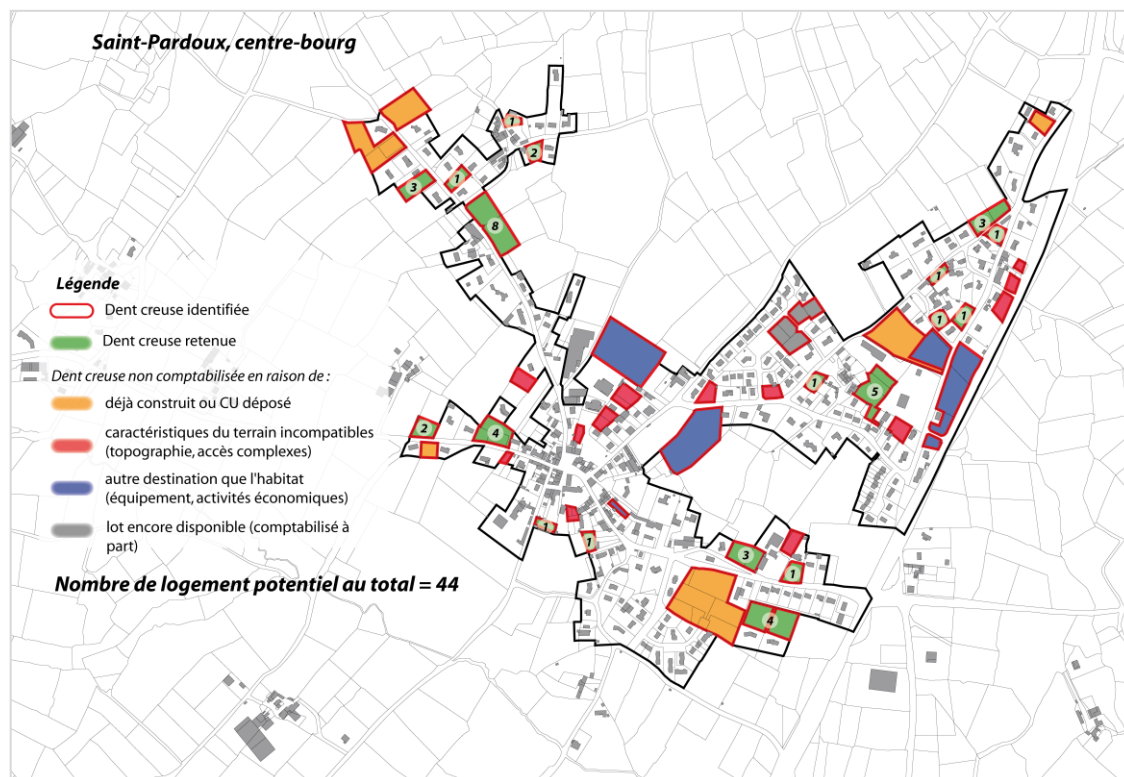 Saint-Pardoux, centre-bourg
1
2
3
1
8
3
1
1
1
1
Légende
Dent creuse identifiée
Dent creuse retenue
Dent creuse non comptabilisée en raison de :
déjà construit ou CU déposé
caractéristiques du terrain incompatibles
(topographie, accès complexes)
autre destination que l'habitat
(équipement, activités économiques)
lot encore disponible (comptabilisé à
part)
1
5
2
4
1
1
3
1
4
Nombre de logement potentiel au total = 44